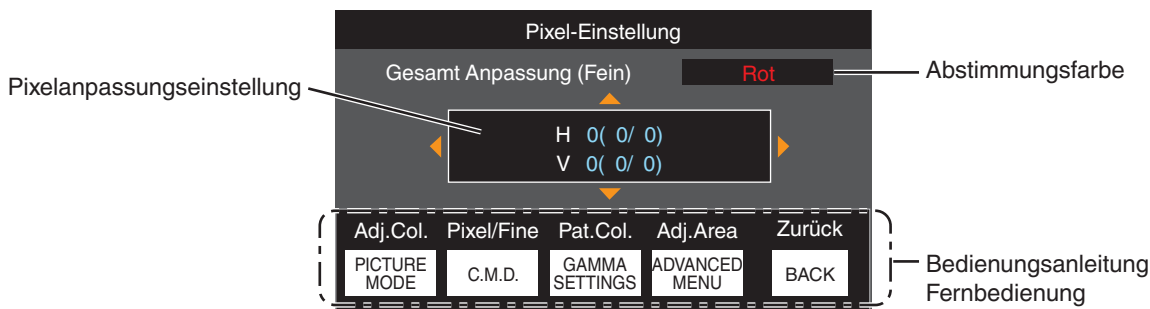 Pixel-Einstellung
Gesamt Anpassung (Fein)
Rot
Abstimmungsfarbe
Pixelanpassungseinstellung
H 0( 0/ 0)
V 0( 0/ 0)
Adj.Col. Pixel/Fine Pat.Col. Adj.Area Zurück
PICTURE
MODE
C.M.D.
GAMMA
SETTINGS
ADVANCED
MENU
BACK
Bedienungsanleitung
Fernbedienung